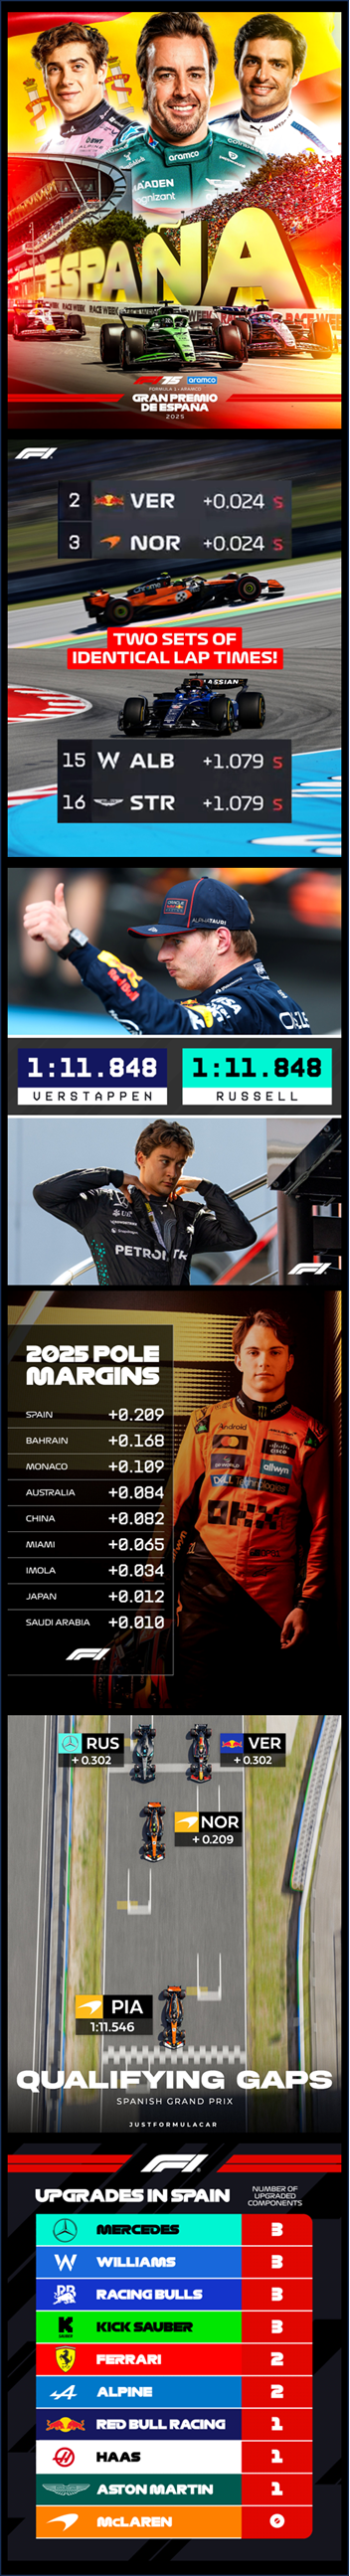 aramco
ESPAÑA
F1 75 aramco
FORMULA 1 ARAMCO
GRAN PREMIO
DE ESPAÑA
2025
F1
2 VER +0.024 S
3 NOR +0.024 S
TWO SETS OF
IDENTICAL LAP TIMES!
15 W ALB +1.079 S
16 STR +1.079 S
ALPHATAURI
1:11.848 1:11.848
VERSTAPPEN RUSSELL
F1
2025 POLE
MARGINS
SPAIN +0.209
BAHRAIN +0.168
MONACO +0.109
AUSTRALIA +0.084
CHINA +0.082
MIAMI +0.065
IMOLA +0.034
JAPAN +0.012
SAUDI ARABIA +0.010
F1
Android
cisco
allwyn
DELL Technologies
RUS VER
+ 0.302 + 0.302
NOR
+ 0.209
PIA
1:11.546
QUALIFYING GAPS
SPANISH GRAND PRIX
JUSTFORMULACAR
F1
UPGRADES IN SPAIN
NUMBER OF
UPGRADED
COMPONENTS
MERCEDES 3
W WILLIAMS 3
RACING BULLS 3
KICK SAUBER 3
FERRARI 2
ALPINE 2
RED BULL RACING 1
HAAS 1
ASTON MARTIN 1
McLAREN 0